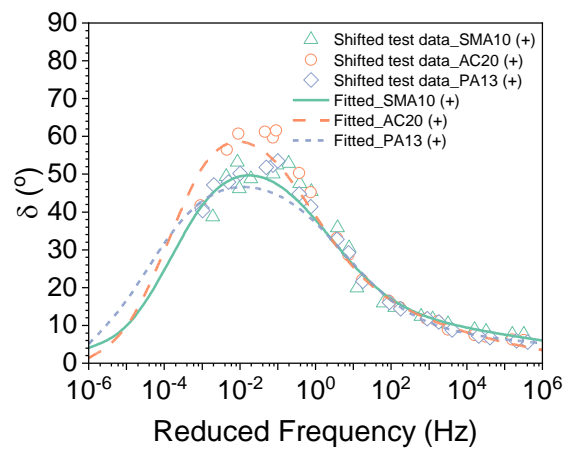 90
80
70
60
50
40
30
20
10
0
δ (º)
Shifted test data_SMA10 (+)
Shifted test data_AC20 (+)
Shifted test data_PA13 (+)
Fitted_SMA10 (+)
Fitted_AC20 (+)
Fitted_PA13 (+)
10⁻⁶ 10⁻⁴ 10⁻² 10⁰ 10² 10⁴ 10⁶
Reduced Frequency (Hz)